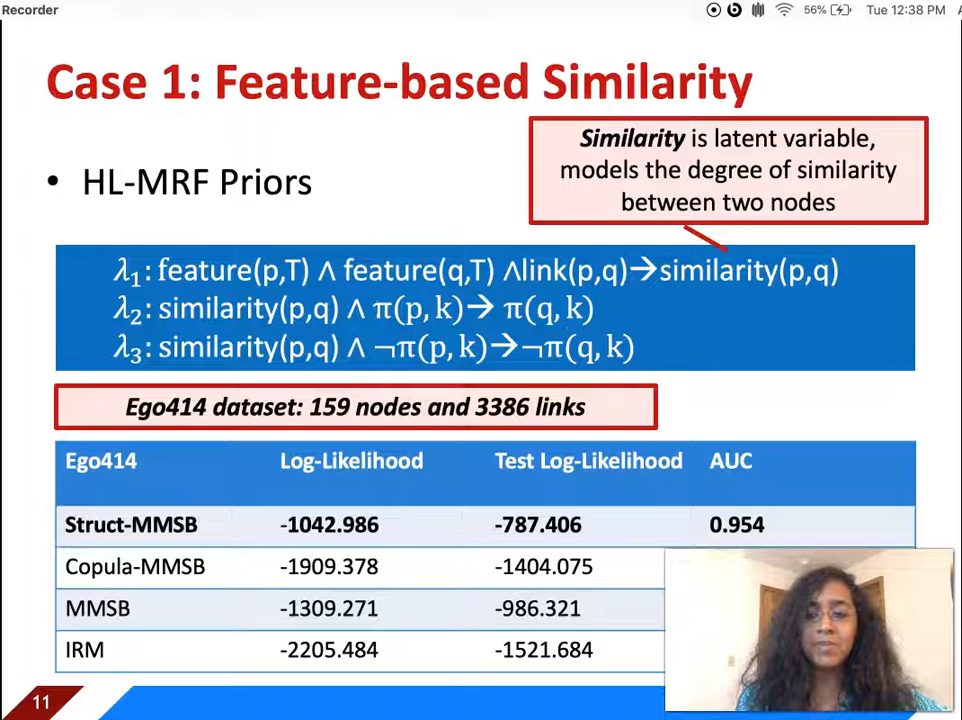 Recorder
56%
Tue 12:38 PM
Case 1: Feature-based Similarity
Similarity is latent variable,
models the degree of similarity
between two nodes
• HL-MRF Priors
λ₁: feature(p,T) ∧ feature(q,T) ∧link(p,q)→similarity(p,q)
λ₂: similarity(p,q) ∧ π(p, k)→ π(q, k)
λ₃: similarity(p,q) ∧ ¬π(p, k)→¬π(q, k)
Ego414 dataset: 159 nodes and 3386 links
Ego414 Log-Likelihood Test Log-Likelihood AUC
Struct-MMSB -1042.986 -787.406 0.954
Copula-MMSB -1909.378 -1404.075
MMSB -1309.271 -986.321
IRM -2205.484 -1521.684
11